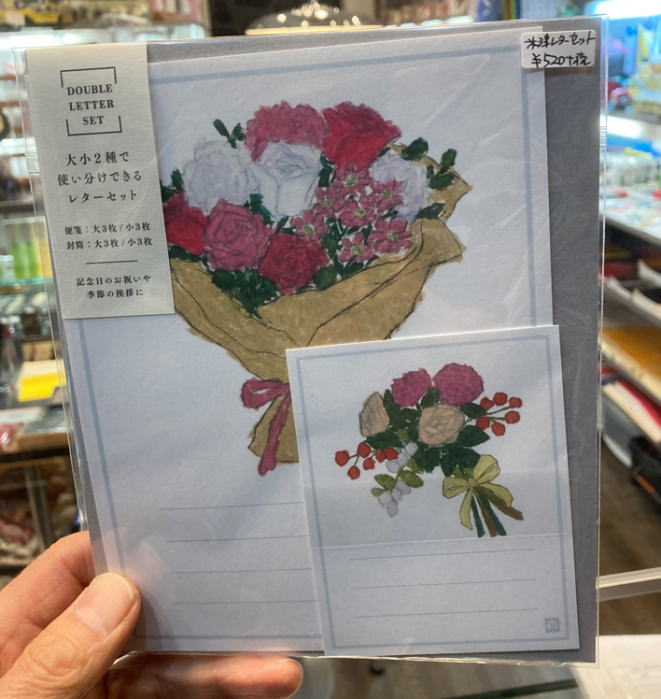 DOUBLE
LETTER
SET
大小2種で
使い分けできる
レターセット
便箋：大3枚 / 小3枚
封筒：大3枚 / 小3枚
記念日のお祝いや
季節の挨拶に
レターセット
¥520+税